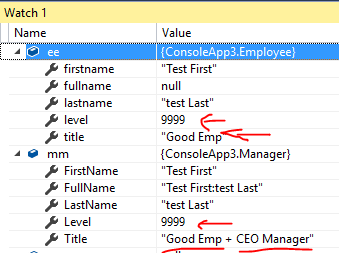 Watch 1
Name Value
ee {ConsoleApp3.Employee}
firstname "Test First"
fullname null
lastname "test Last"
level 9999
title "Good Emp"
mm {ConsoleApp3.Manager}
FirstName "Test First"
FullName "Test First:test Last"
LastName "test Last"
Level 9999
Title "Good Emp + CEO Manager"